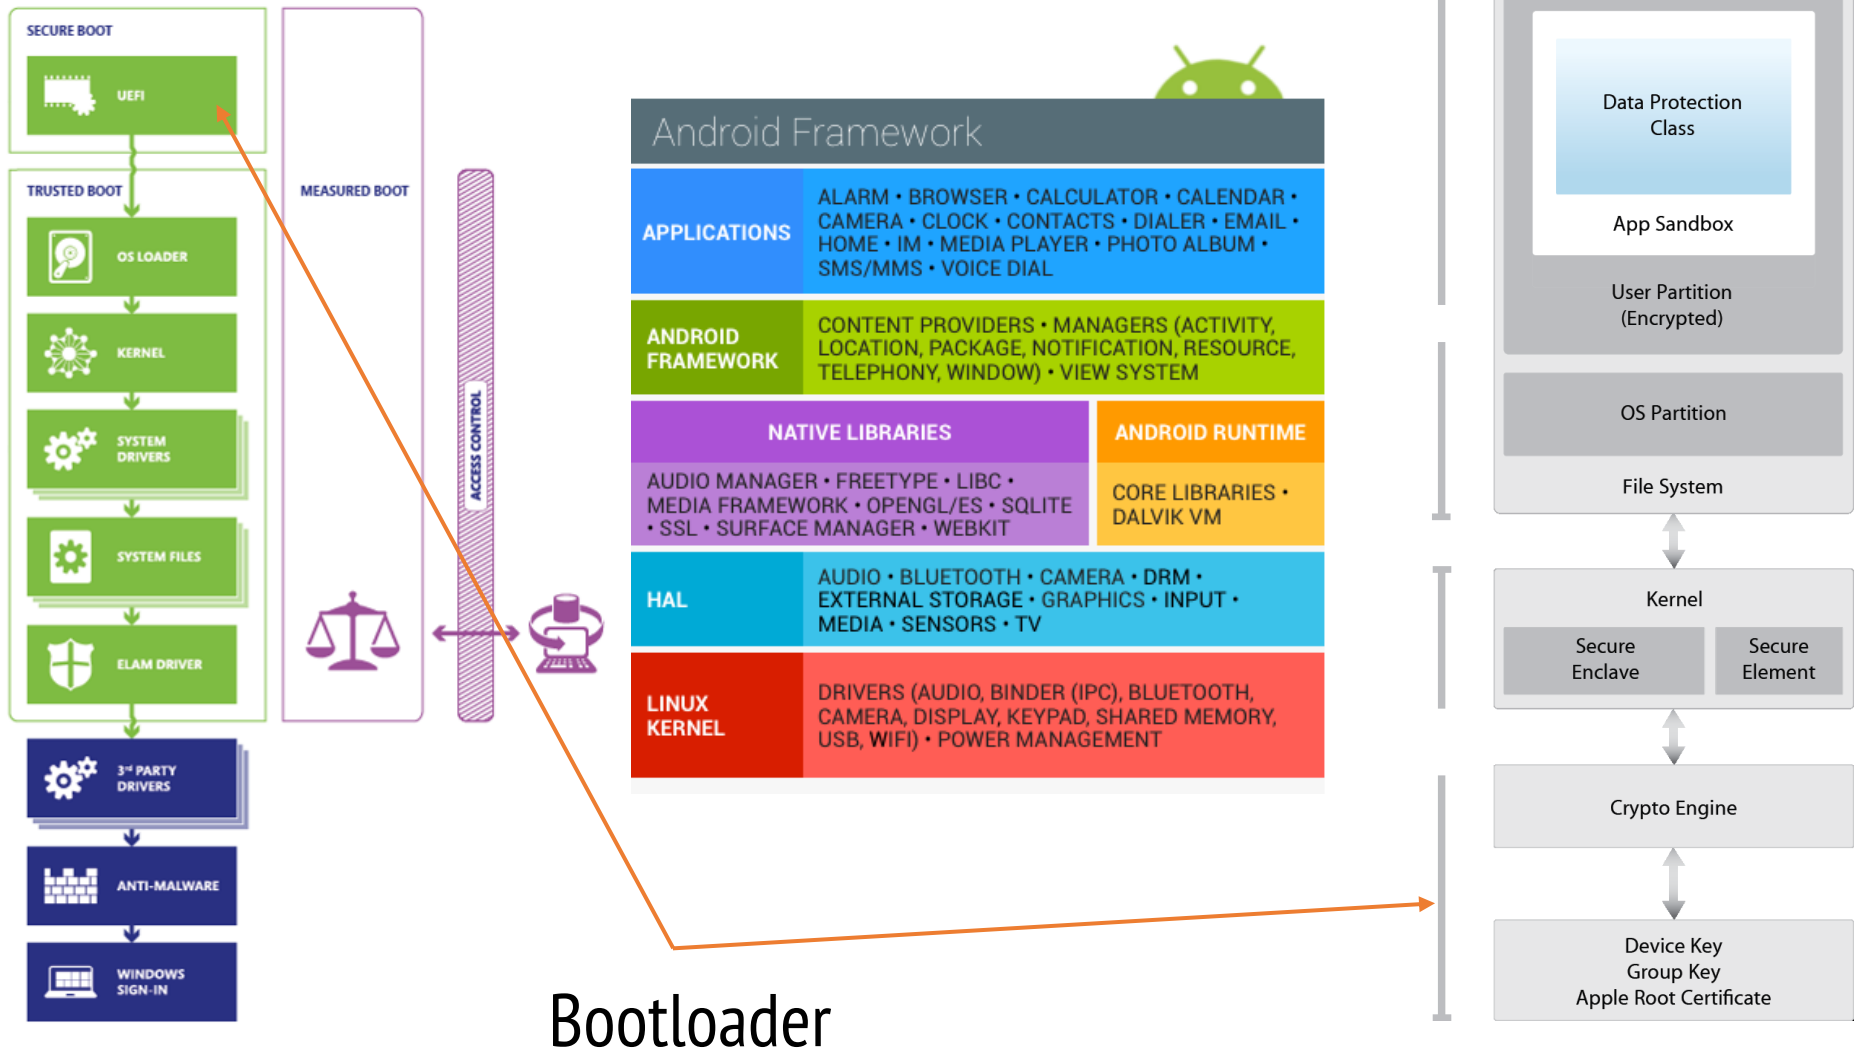 SECURE BOOT
UEFI
TRUSTED BOOT
OS LOADER
KERNEL
SYSTEM
DRIVERS
SYSTEM FILES
ELAM DRIVER
3rd PARTY
DRIVERS
ANTI-MALWARE
WINDOWS
SIGN-IN
MEASURED BOOT
ACCESS CONTROL
Android Framework
APPLICATIONS
ALARM • BROWSER • CALCULATOR • CALENDAR •
CAMERA • CLOCK • CONTACTS • DIALER • EMAIL •
HOME • IM • MEDIA PLAYER • PHOTO ALBUM •
SMS/MMS • VOICE DIAL
ANDROID
FRAMEWORK
CONTENT PROVIDERS • MANAGERS (ACTIVITY,
LOCATION, PACKAGE, NOTIFICATION, RESOURCE,
TELEPHONY, WINDOW) • VIEW SYSTEM
NATIVE LIBRARIES
AUDIO MANAGER • FREETYPE • LIBC •
MEDIA FRAMEWORK • OPENGL/ES • SQLITE
• SSL • SURFACE MANAGER • WEBKIT
ANDROID RUNTIME
CORE LIBRARIES •
DALVIK VM
HAL
AUDIO • BLUETOOTH • CAMERA • DRM •
EXTERNAL STORAGE • GRAPHICS • INPUT •
MEDIA • SENSORS • TV
LINUX
KERNEL
DRIVERS (AUDIO, BINDER (IPC), BLUETOOTH,
CAMERA, DISPLAY, KEYPAD, SHARED MEMORY,
USB, WIFI) • POWER MANAGEMENT
Bootloader
Data Protection
Class
App Sandbox
User Partition
(Encrypted)
OS Partition
File System
Kernel
Secure
Enclave
Secure
Element
Crypto Engine
Device Key
Group Key
Apple Root Certificate